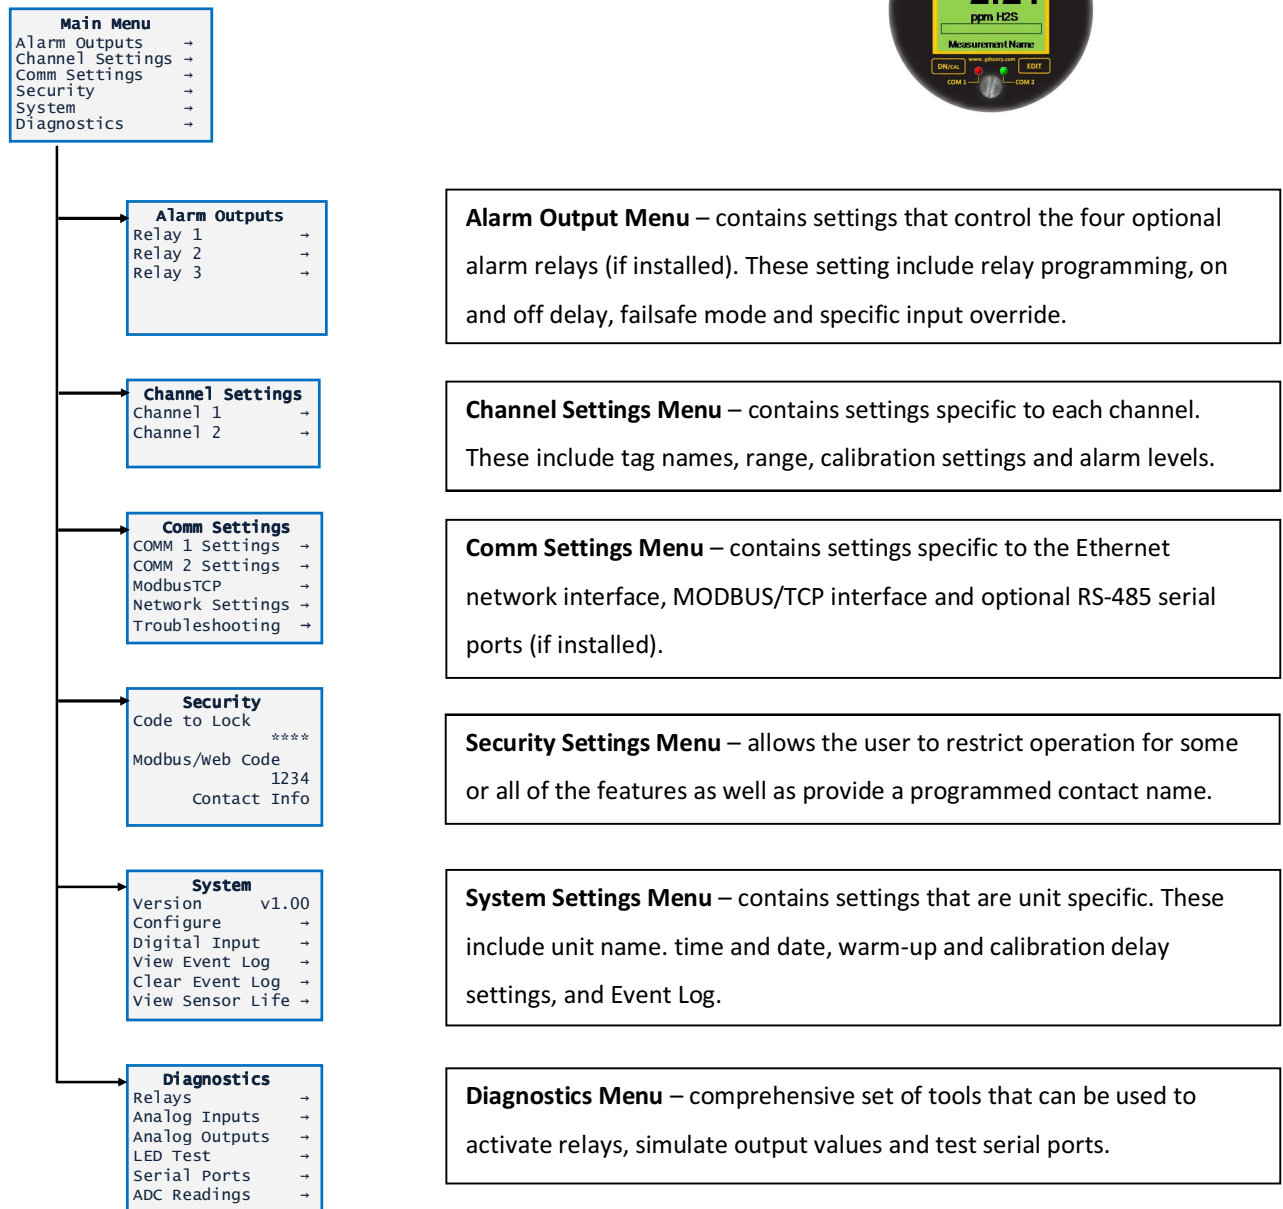 Main Menu
Alarm Outputs →
Channel Settings →
Comm Settings →
Security →
System →
Diagnostics →
ppm H2S
Measurement Name
www.gdscorp.com
DN/CAL
EDIT
COM 1
COM 2
Alarm Outputs
Relay 1 →
Relay 2 →
Relay 3 →
Alarm Output Menu – contains settings that control the four optional
alarm relays (if installed). These setting include relay programming, on
and off delay, failsafe mode and specific input override.
Channel Settings
Channel 1 →
Channel 2 →
Channel Settings Menu – contains settings specific to each channel.
These include tag names, range, calibration settings and alarm levels.
Comm Settings
COMM 1 Settings →
COMM 2 Settings →
ModbusTCP →
Network Settings →
Troubleshooting →
Comm Settings Menu – contains settings specific to the Ethernet
network interface, MODBUS/TCP interface and optional RS-485 serial
ports (if installed).
Security
Code to Lock
****
Modbus/Web Code
1234
Contact Info
Security Settings Menu – allows the user to restrict operation for some
or all of the features as well as provide a programmed contact name.
System
Version v1.00
Configure →
Digital Input →
View Event Log →
Clear Event Log →
View Sensor Life →
System Settings Menu – contains settings that are unit specific. These
include unit name. time and date, warm-up and calibration delay
settings, and Event Log.
Diagnostics
Relays →
Analog Inputs →
Analog Outputs →
LED Test →
Serial Ports →
ADC Readings →
Diagnostics Menu – comprehensive set of tools that can be used to
activate relays, simulate output values and test serial ports.